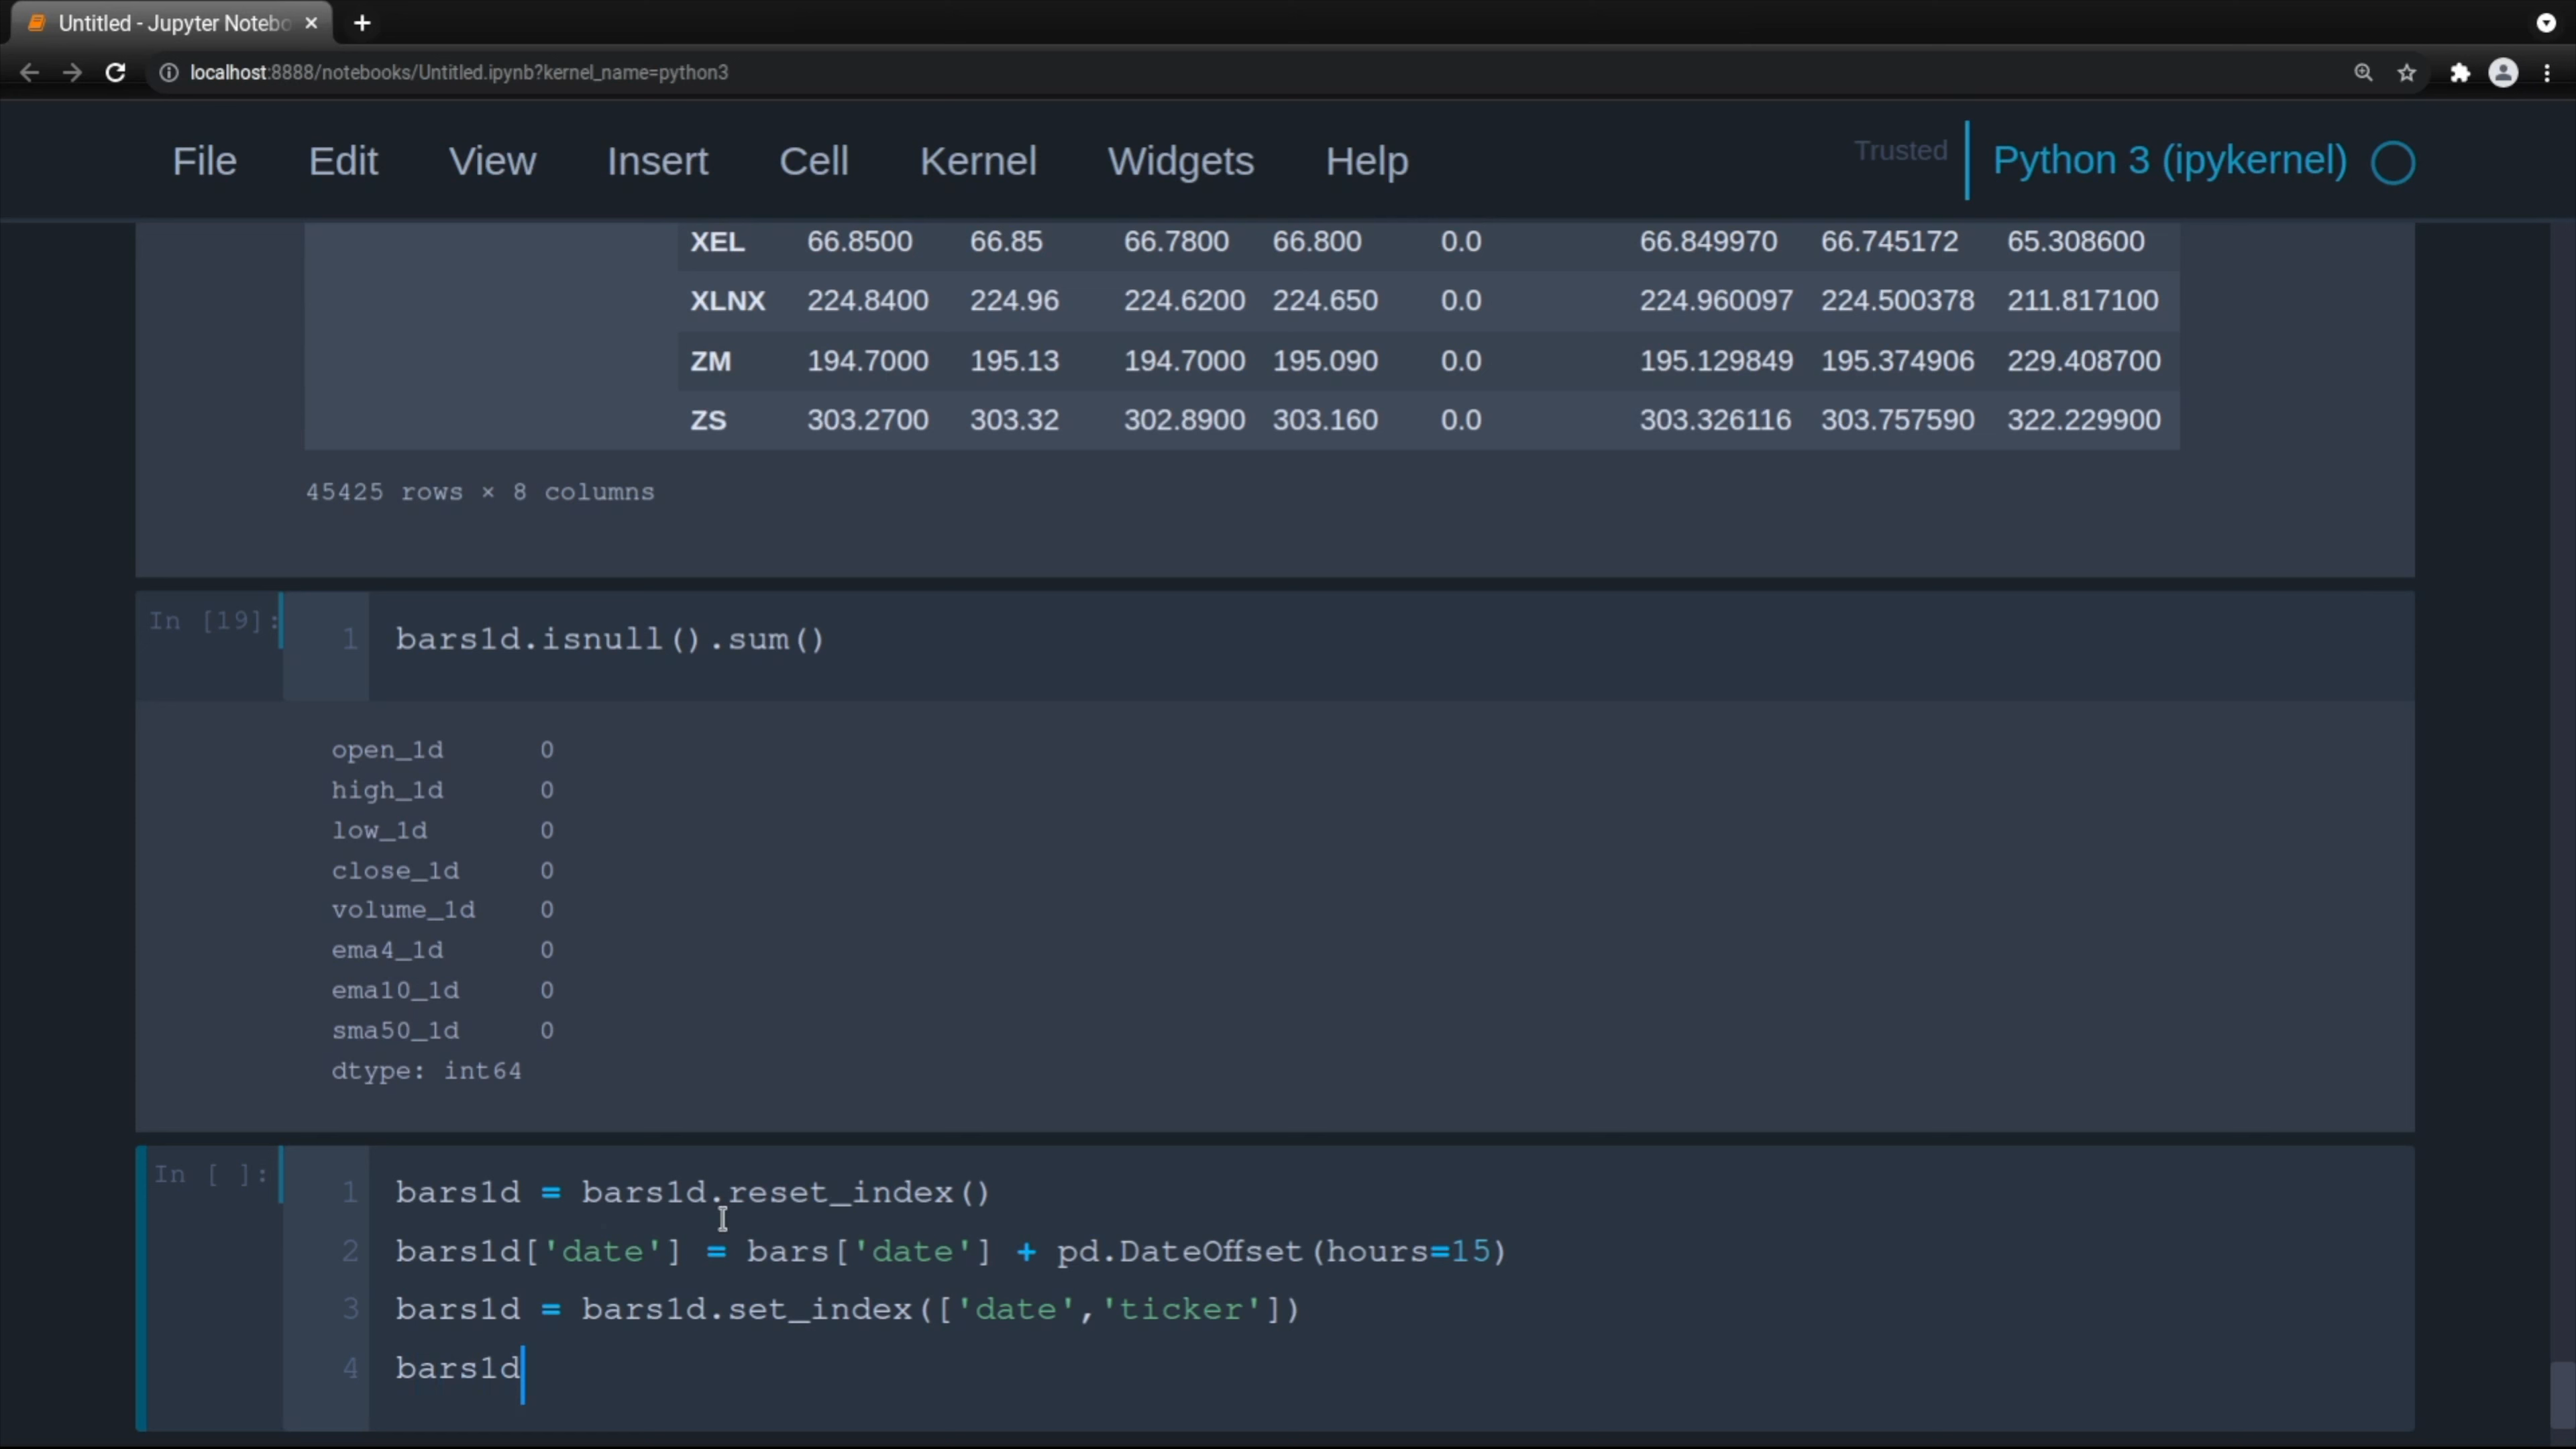 Untitled - Jupyter Notebo
localhost:8888/notebooks/Untitled.ipynb?kernel_name=python3
File Edit View Insert Cell Kernel Widgets Help Trusted Python 3 (ipykernel)
XEL 66.8500 66.85 66.7800 66.800 0.0 66.849970 66.745172 65.308600
XLNX 224.8400 224.96 224.6200 224.650 0.0 224.960097 224.500378 211.817100
ZM 194.7000 195.13 194.7000 195.090 0.0 195.129849 195.374906 229.408700
ZS 303.2700 303.32 302.8900 303.160 0.0 303.326116 303.757590 322.229900
45425 rows × 8 columns
In [19]: 1 bars1d.isnull().sum()
open_1d 0
high_1d 0
low_1d 0
close_1d 0
volume_1d 0
ema4_1d 0
ema10_1d 0
sma50_1d 0
dtype: int64
In [ ]: 1 bars1d = bars1d.reset_index()
2 bars1d['date'] = bars['date'] + pd.DateOffset(hours=15)
3 bars1d = bars1d.set_index(['date','ticker'])
4 bars1d